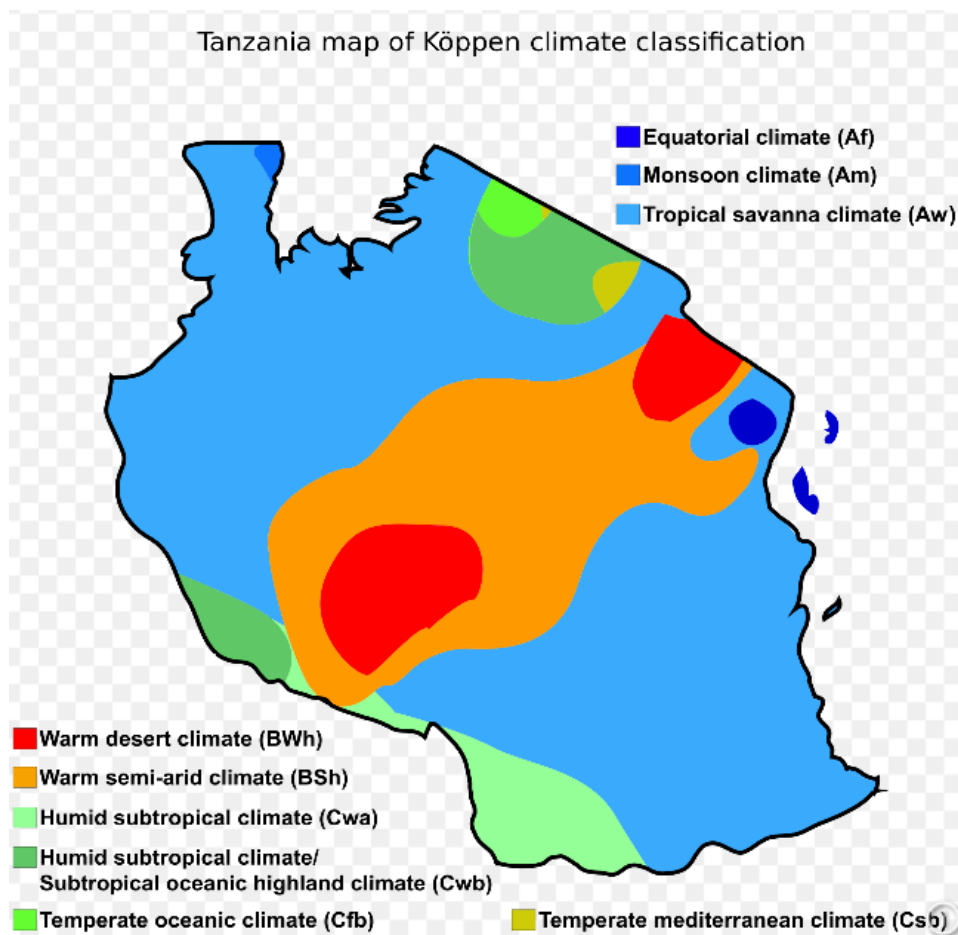 Tanzania map of Köppen climate classification
Equatorial climate (Af)
Monsoon climate (Am)
Tropical savanna climate (Aw)
Warm desert climate (BWh)
Warm semi-arid climate (BSh)
Humid subtropical climate (Cwa)
Humid subtropical climate/
Subtropical oceanic highland climate (Cwb)
Temperate oceanic climate (Cfb)
Temperate mediterranean climate (Csb)